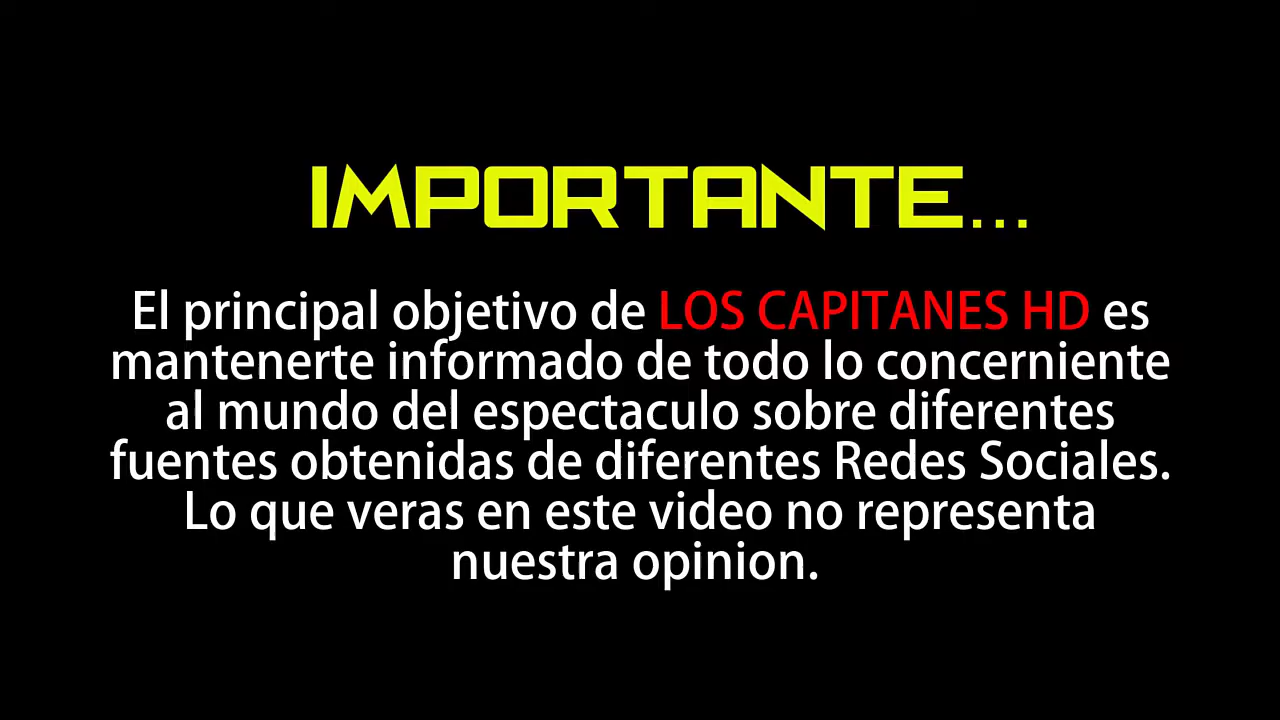 IMPORTANTE...
El principal objetivo de LOS CAPITANES HD es
mantenerte informado de todo lo concerniente
al mundo del espectaculo sobre diferentes
fuentes obtenidas de diferentes Redes Sociales.
Lo que veras en este video no representa
nuestra opinion.